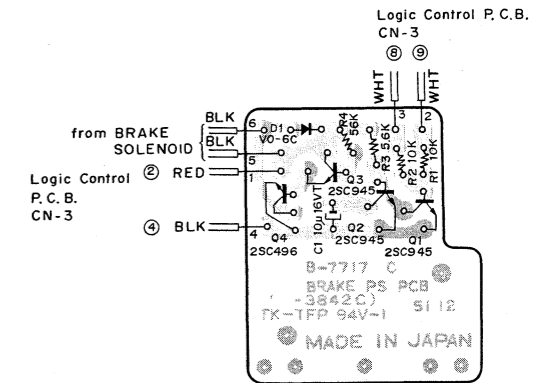 Logic Control P.C.B.
CN-3
⑧ ⑨
WHT WHT
3 2
BLK 6
D1
VO-6C
R4
56K
from BRAKE
SOLENOID
BLK
5
R3 5.6K
R2 10K
R1 10K
Logic Control
P.C.B.
CN-3
② RED 1
Q3
2SC945
④ BLK 4
Q4
2SC496
C1 10μ16VT
Q2
2SC945
Q1
2SC945
B-7717 C
BRAKE PS PCB
-3842C)
TK-TFP 94V-1
51 12
MADE IN JAPAN